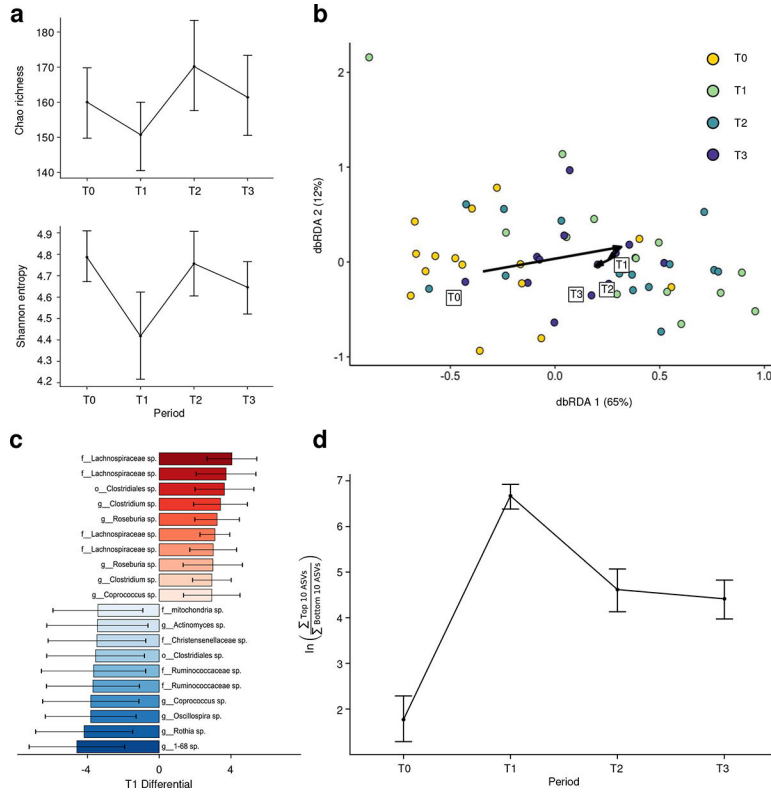 a
180
170
160
150
140
Chao richness
T0 T1 T2 T3
4.9
4.8
4.7
4.6
4.5
4.4
4.3
4.2
Shannon entropy
T0 T1 T2 T3
Period
b
T0
T1
T2
T3
2
1
0
-1
dbRDA 2 (12%)
T0
T3
T2
T1
-0.5 0.0 0.5 1.0
dbRDA 1 (65%)
c
f__Lachnospiraceae sp.
f__Lachnospiraceae sp.
o__Clostridiales sp.
g__Clostridium sp.
g__Roseburia sp.
f__Lachnospiraceae sp.
f__Lachnospiraceae sp.
g__Roseburia sp.
g__Clostridium sp.
g__Coprococcus sp.
f__mitochondria sp.
g__Actinomyces sp.
f__Christensenellaceae sp.
o__Clostridiales sp.
f__Ruminococcaceae sp.
f__Ruminococcaceae sp.
g__Coprococcus sp.
g__Oscillospira sp.
g__Rothia sp.
g__1-68 sp.
-4 0 4
T1 Differential
d
7
6
5
4
3
2
ln ( ∑ Top 10 ASVs / ∑ Bottom 10 ASVs )
T0 T1 T2 T3
Period